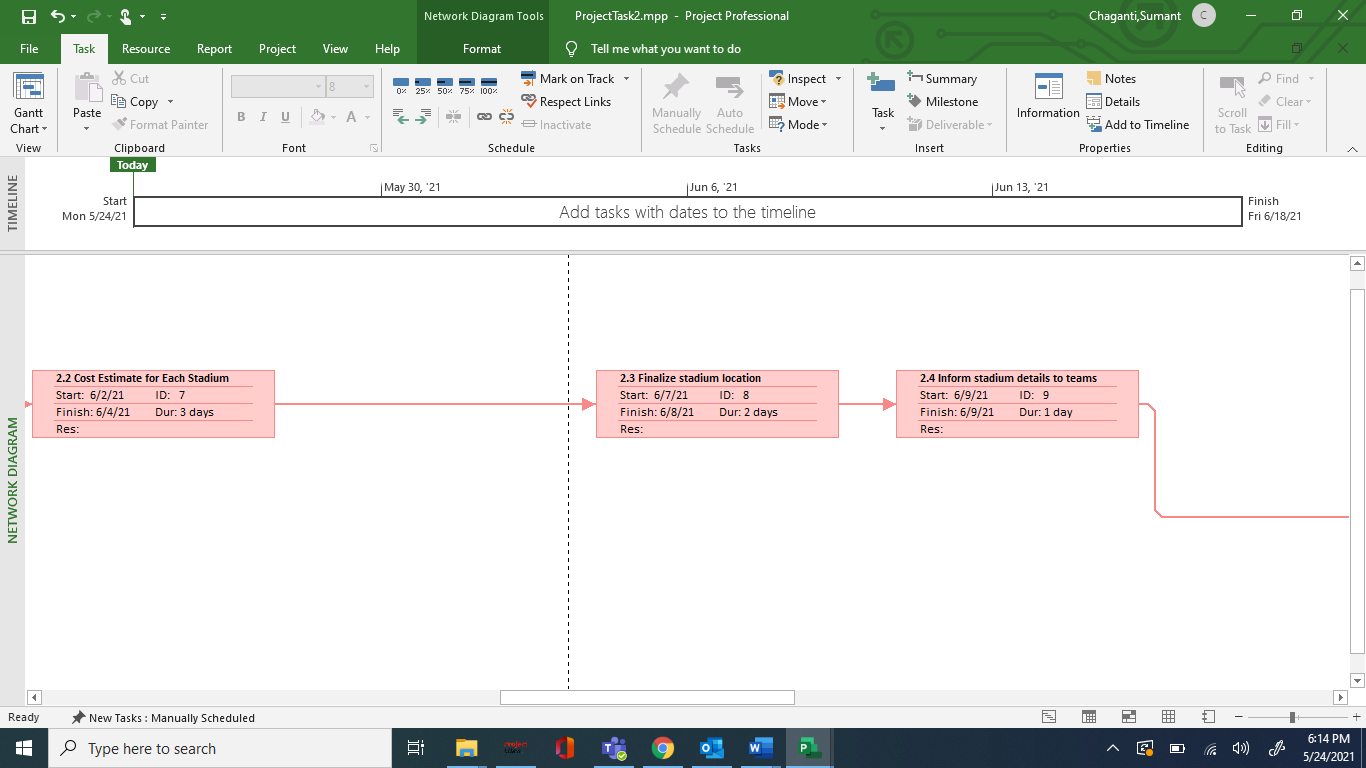 Network Diagram Tools
ProjectTask2.mpp - Project Professional
Chaganti,Sumant
C
File Task Resource Report Project View Help Format Tell me what you want to do
Gantt
Chart
View
Paste
Cut
Copy
Format Painter
Clipboard
8
B I U A
Font
0% 25% 50% 75% 100%
Mark on Track
Respect Links
Inactivate
Schedule
Manually
Schedule
Auto
Schedule
Inspect
Move
Mode
Tasks
Task
Summary
Milestone
Deliverable
Insert
Information
Notes
Details
Add to Timeline
Properties
Scroll
to Task
Find
Clear
Fill
Editing
TIMELINE
Today
Start
Mon 5/24/21
May 30, '21
Jun 6, '21
Jun 13, '21
Add tasks with dates to the timeline
Finish
Fri 6/18/21
NETWORK DIAGRAM
2.2 Cost Estimate for Each Stadium
Start: 6/2/21 ID: 7
Finish: 6/4/21 Dur: 3 days
Res:
2.3 Finalize stadium location
Start: 6/7/21 ID: 8
Finish: 6/8/21 Dur: 2 days
Res:
2.4 Inform stadium details to teams
Start: 6/9/21 ID: 9
Finish: 6/9/21 Dur: 1 day
Res:
Ready New Tasks : Manually Scheduled
Type here to search
6:14 PM
5/24/2021